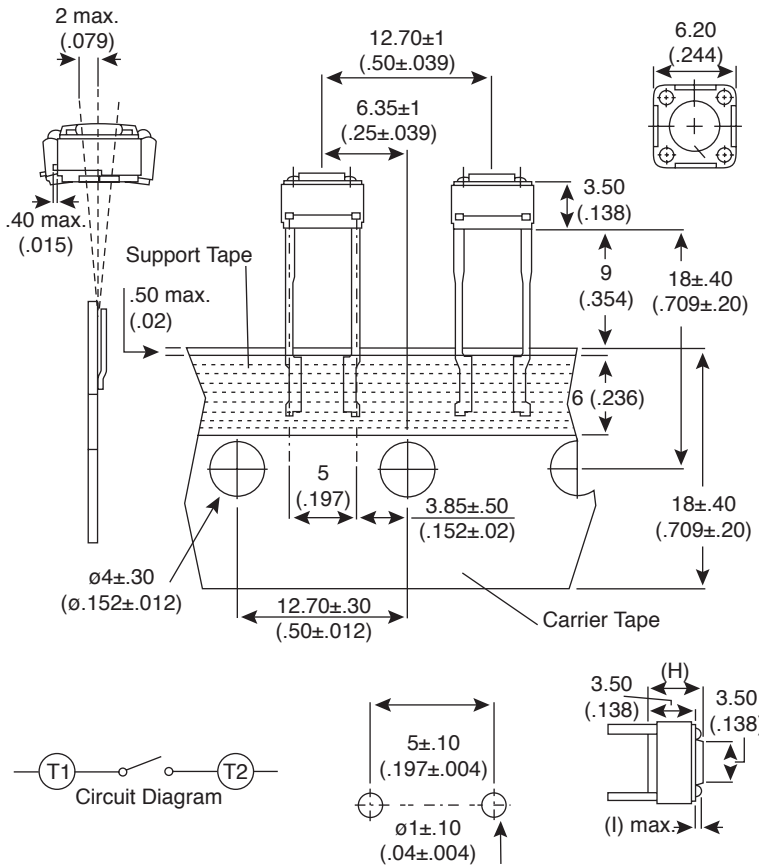 2 max.
(.079)
12.70±1
(.50±.039)
6.20
(.244)
6.35±1
(.25±.039)
3.50
(.138)
.40 max.
(.015)
Support Tape
.50 max.
(.02)
9
(.354)
18±.40
(.709±.20)
6 (.236)
5
(.197)
3.85±.50
(.152±.02)
18±.40
(.709±.20)
ø4±.30
(ø.152±.012)
12.70±.30
(.50±.012)
Carrier Tape
(H)
3.50
(.138)
3.50
(.138)
5±.10
(.197±.004)
T1
T2
Circuit Diagram
ø1±.10
(.04±.004)
(I) max.